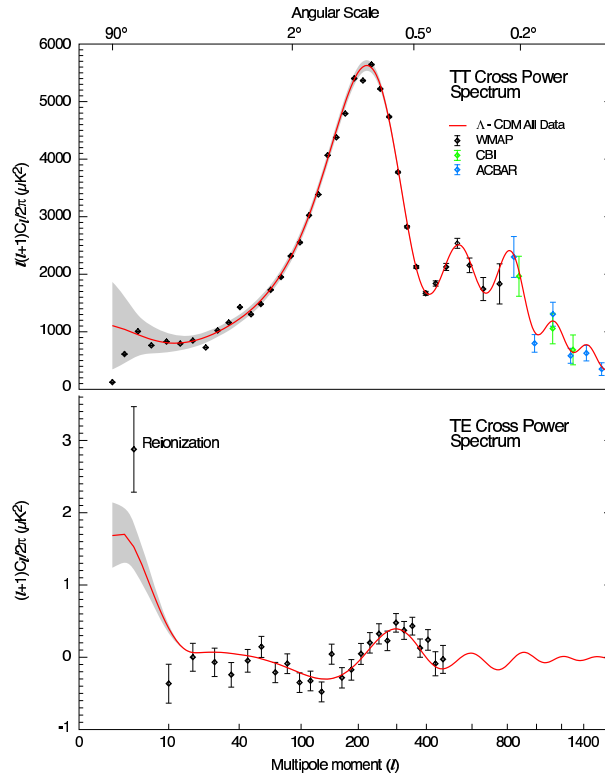 Angular Scale
90° 2° 0.5° 0.2°
6000
5000
4000
3000
2000
1000
0
l(l+1)Cl/2π (μK²)
TT Cross Power
Spectrum
Λ - CDM All Data
WMAP
CBI
ACBAR
3
2
1
0
-1
(l+1)Cl/2π (μK²)
Reionization
TE Cross Power
Spectrum
0 10 40 100 200 400 800 1400
Multipole moment (l)